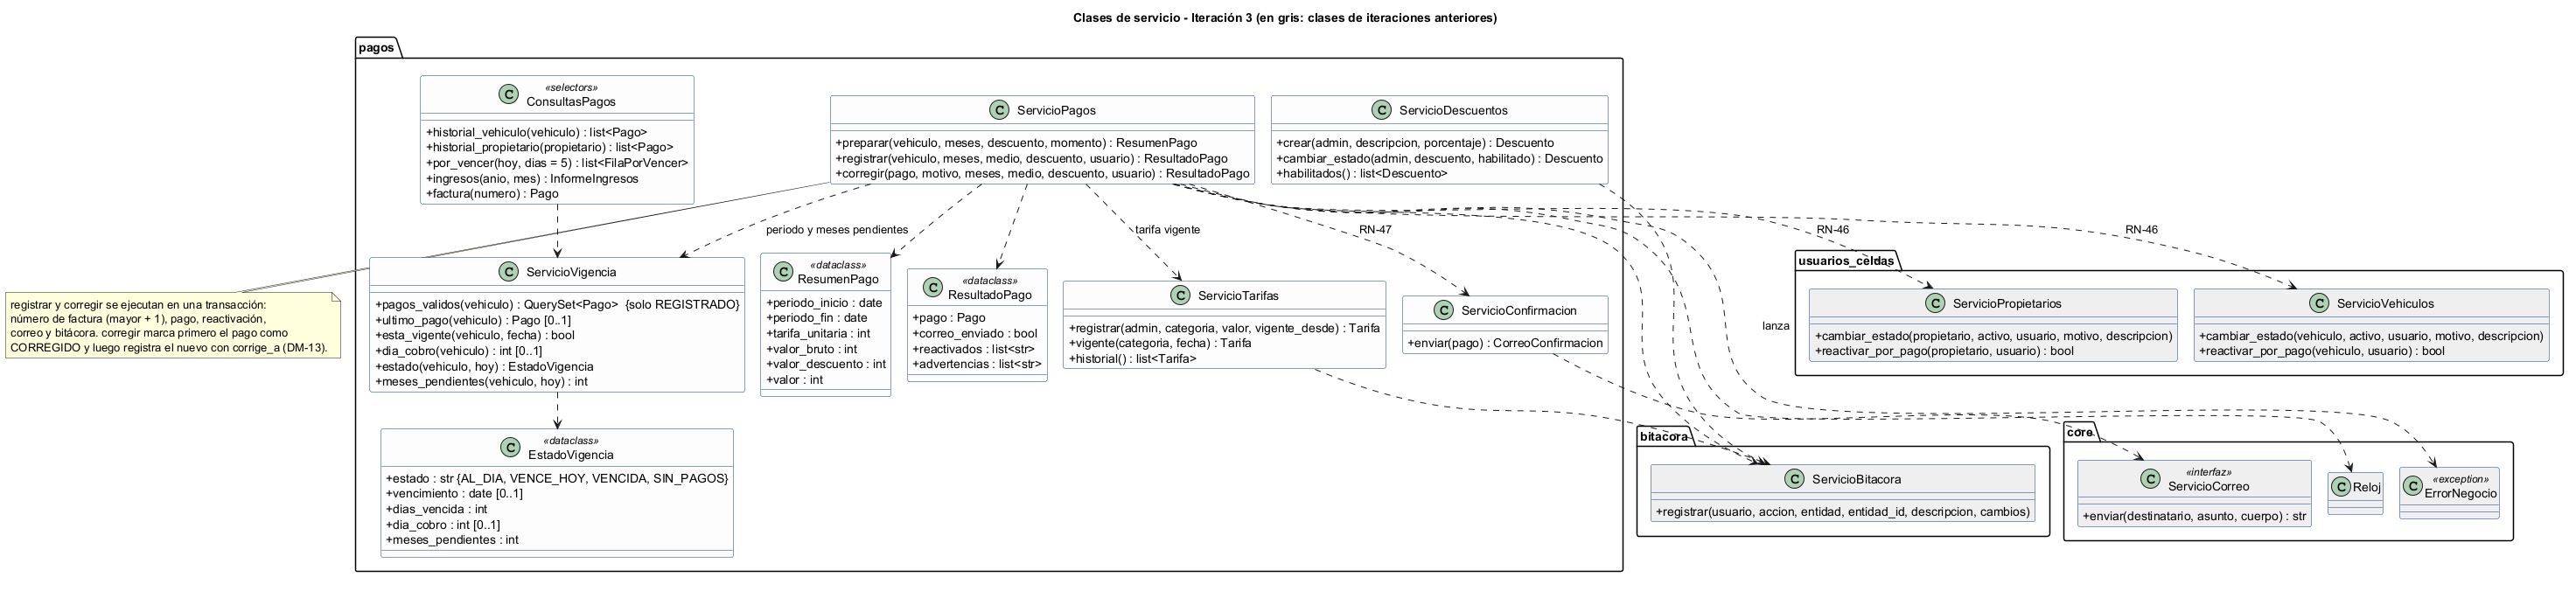 Clases de servicio - Iteración 3 (en gris: clases de iteraciones anteriores)
pagos
«selectors»
ConsultasPagos
+historial_vehiculo(vehiculo) : list<Pago>
+historial_propietario(propietario) : list<Pago>
+por_vencer(hoy, dias = 5) : list<FilaPorVencer>
+ingresos(anio, mes) : InformeIngresos
+factura(numero) : Pago
ServicioPagos
+preparar(vehiculo, meses, descuento, momento) : ResumenPago
+registrar(vehiculo, meses, medio, descuento, usuario) : ResultadoPago
+corregir(pago, motivo, meses, medio, descuento, usuario) : ResultadoPago
ServicioDescuentos
+crear(admin, descripcion, porcentaje) : Descuento
+cambiar_estado(admin, descuento, habilitado) : Descuento
+habilitados() : list<Descuento>
periodo y meses pendientes
tarifa vigente
RN-47
RN-46
RN-46
lanza
registrar y corregir se ejecutan en una transacción:
número de factura (mayor + 1), pago, reactivación,
correo y bitácora. corregir marca primero el pago como
CORREGIDO y luego registra el nuevo con corrige_a (DM-13).
ServicioVigencia
+pagos_validos(vehiculo) : QuerySet<Pago>  {solo REGISTRADO}
+ultimo_pago(vehiculo) : Pago [0..1]
+esta_vigente(vehiculo, fecha) : bool
+dia_cobro(vehiculo) : int [0..1]
+estado(vehiculo, hoy) : EstadoVigencia
+meses_pendientes(vehiculo, hoy) : int
«dataclass»
ResumenPago
+periodo_inicio : date
+periodo_fin : date
+tarifa_unitaria : int
+valor_bruto : int
+valor_descuento : int
+valor : int
«dataclass»
ResultadoPago
+pago : Pago
+correo_enviado : bool
+reactivados : list<str>
+advertencias : list<str>
ServicioTarifas
+registrar(admin, categoria, valor, vigente_desde) : Tarifa
+vigente(categoria, fecha) : Tarifa
+historial() : list<Tarifa>
ServicioConfirmacion
+enviar(pago) : CorreoConfirmacion
usuarios_celdas
ServicioPropietarios
+cambiar_estado(propietario, activo, usuario, motivo, descripcion)
+reactivar_por_pago(propietario, usuario) : bool
ServicioVehiculos
+cambiar_estado(vehiculo, activo, usuario, motivo, descripcion)
+reactivar_por_pago(vehiculo, usuario) : bool
«dataclass»
EstadoVigencia
+estado : str {AL_DIA, VENCE_HOY, VENCIDA, SIN_PAGOS}
+vencimiento : date [0..1]
+dias_vencida : int
+dia_cobro : int [0..1]
+meses_pendientes : int
bitacora
ServicioBitacora
+registrar(usuario, accion, entidad, entidad_id, descripcion, cambios)
core
«interfaz»
ServicioCorreo
+enviar(destinatario, asunto, cuerpo) : str
Reloj
«exception»
ErrorNegocio